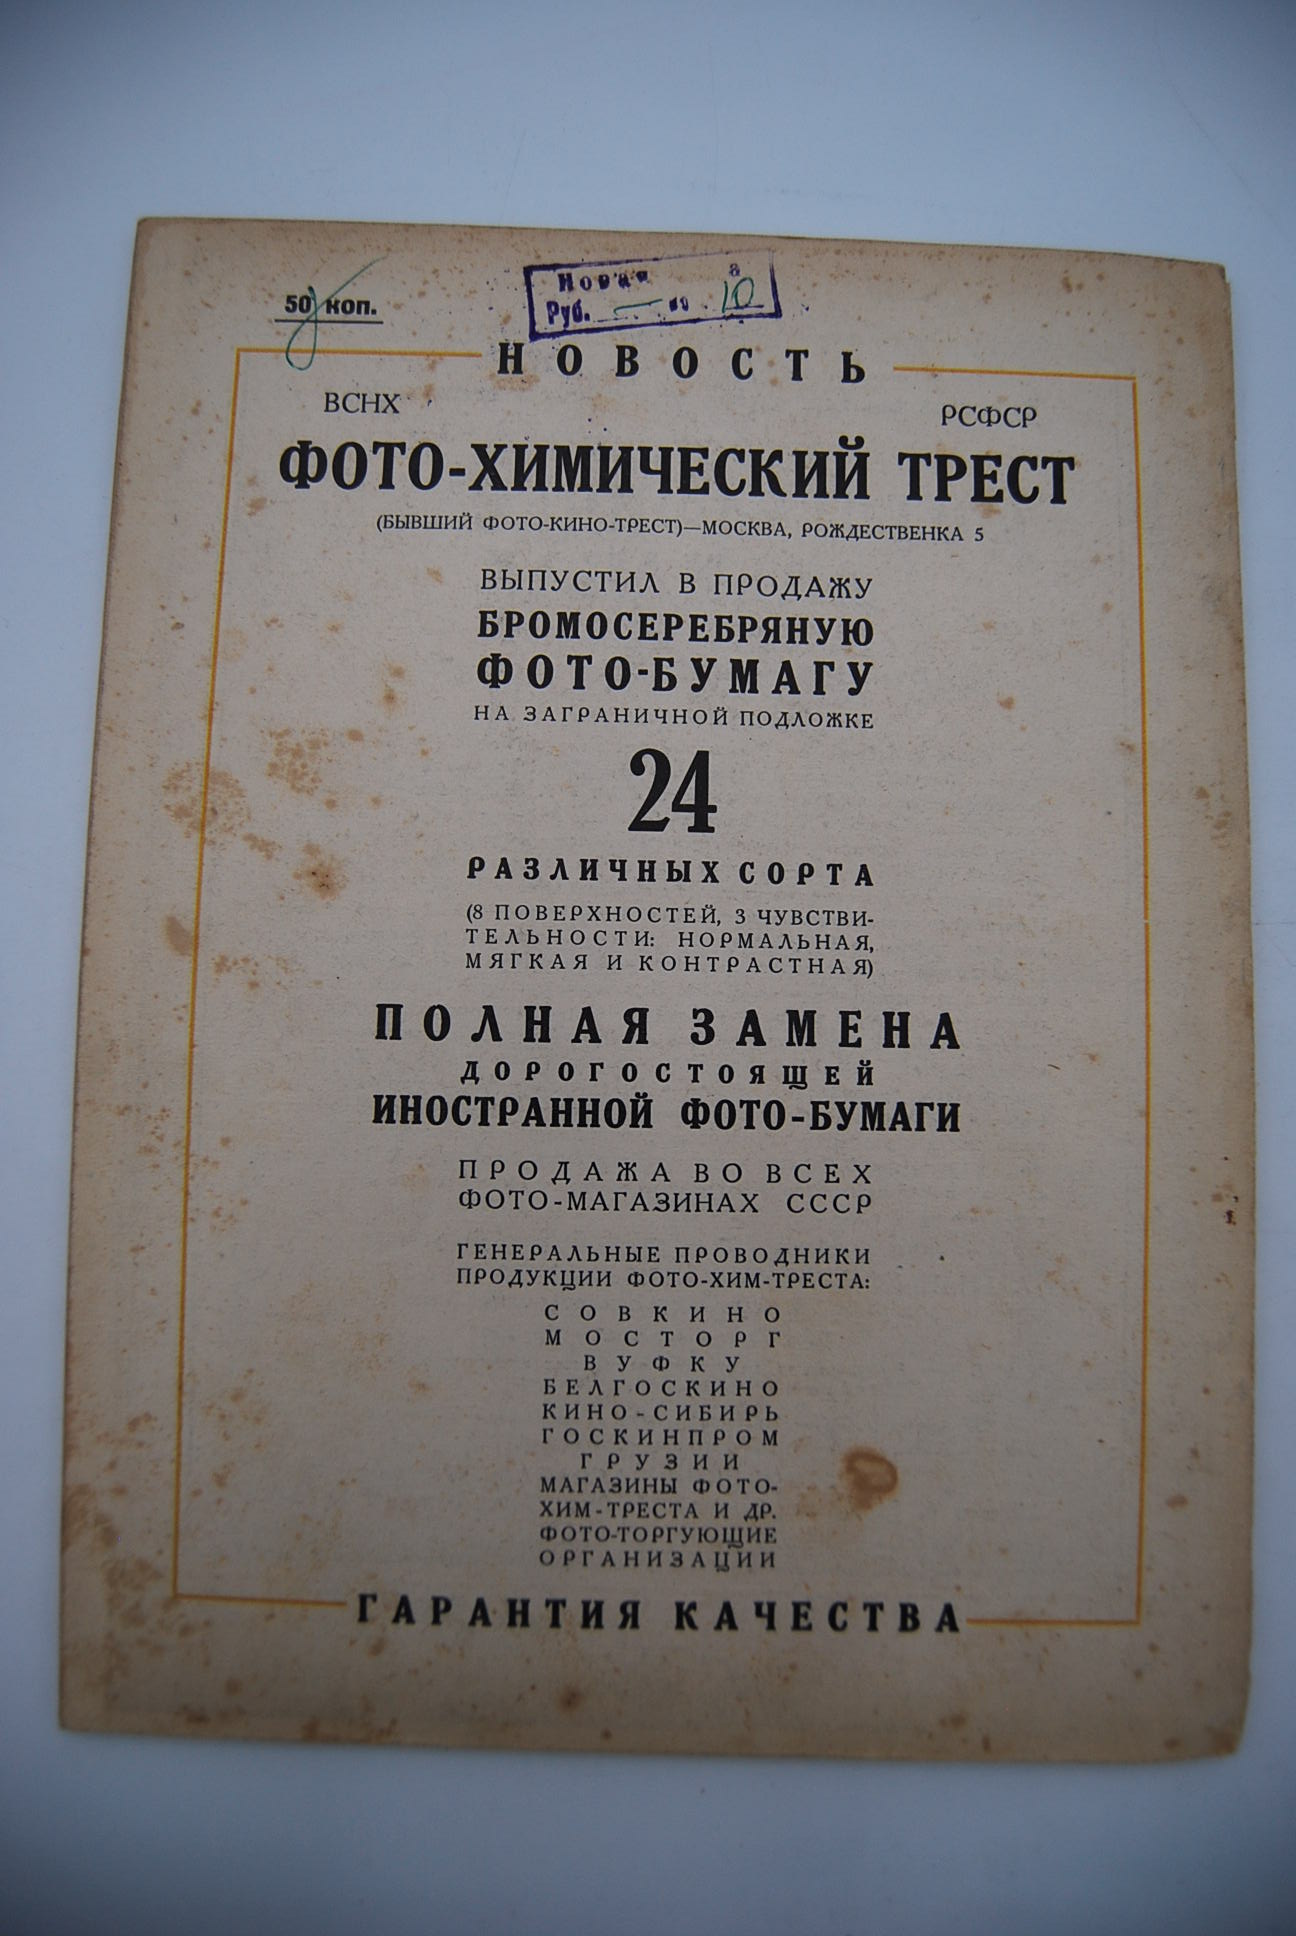 50 коп.
Новая
Руб. — 10
НОВОСТЬ
ВСНХ РСФСР
ФОТО-ХИМИЧЕСКИЙ ТРЕСТ
(БЫВШИЙ ФОТО-КИНО-ТРЕСТ)—МОСКВА, РОЖДЕСТВЕНКА 5
ВЫПУСТИЛ В ПРОДАЖУ
БРОМОСЕРЕБРЯНУЮ
ФОТО-БУМАГУ
НА ЗАГРАНИЧНОЙ ПОДЛОЖКЕ
24
РАЗЛИЧНЫХ СОРТА
(8 ПОВЕРХНОСТЕЙ, 3 ЧУВСТВИ-
ТЕЛЬНОСТИ: НОРМАЛЬНАЯ,
МЯГКАЯ И КОНТРАСТНАЯ)
ПОЛНАЯ ЗАМЕНА
ДОРОГОСТОЯЩЕЙ
ИНОСТРАННОЙ ФОТО-БУМАГИ
ПРОДАЖА ВО ВСЕХ
ФОТО-МАГАЗИНАХ СССР
ГЕНЕРАЛЬНЫЕ ПРОВОДНИКИ
ПРОДУКЦИИ ФОТО-ХИМ-ТРЕСТА:
СОВКИНО
МОСТОРГ
ВУФКУ
БЕЛГОСКИНО
КИНО-СИБИРЬ
ГОСКИНПРОМ
ГРУЗИИ
МАГАЗИНЫ ФОТО-
ХИМ-ТРЕСТА И ДР.
ФОТО-ТОРГУЮЩИЕ
ОРГАНИЗАЦИИ
ГАРАНТИЯ КАЧЕСТВА